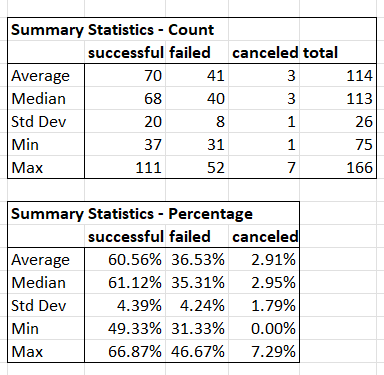 Summary Statistics - Count
successful failed canceled total
Average 70 41 3 114
Median 68 40 3 113
Std Dev 20 8 1 26
Min 37 31 1 75
Max 111 52 7 166
Summary Statistics - Percentage
successful failed canceled
Average 60.56% 36.53% 2.91%
Median 61.12% 35.31% 2.95%
Std Dev 4.39% 4.24% 1.79%
Min 49.33% 31.33% 0.00%
Max 66.87% 46.67% 7.29%